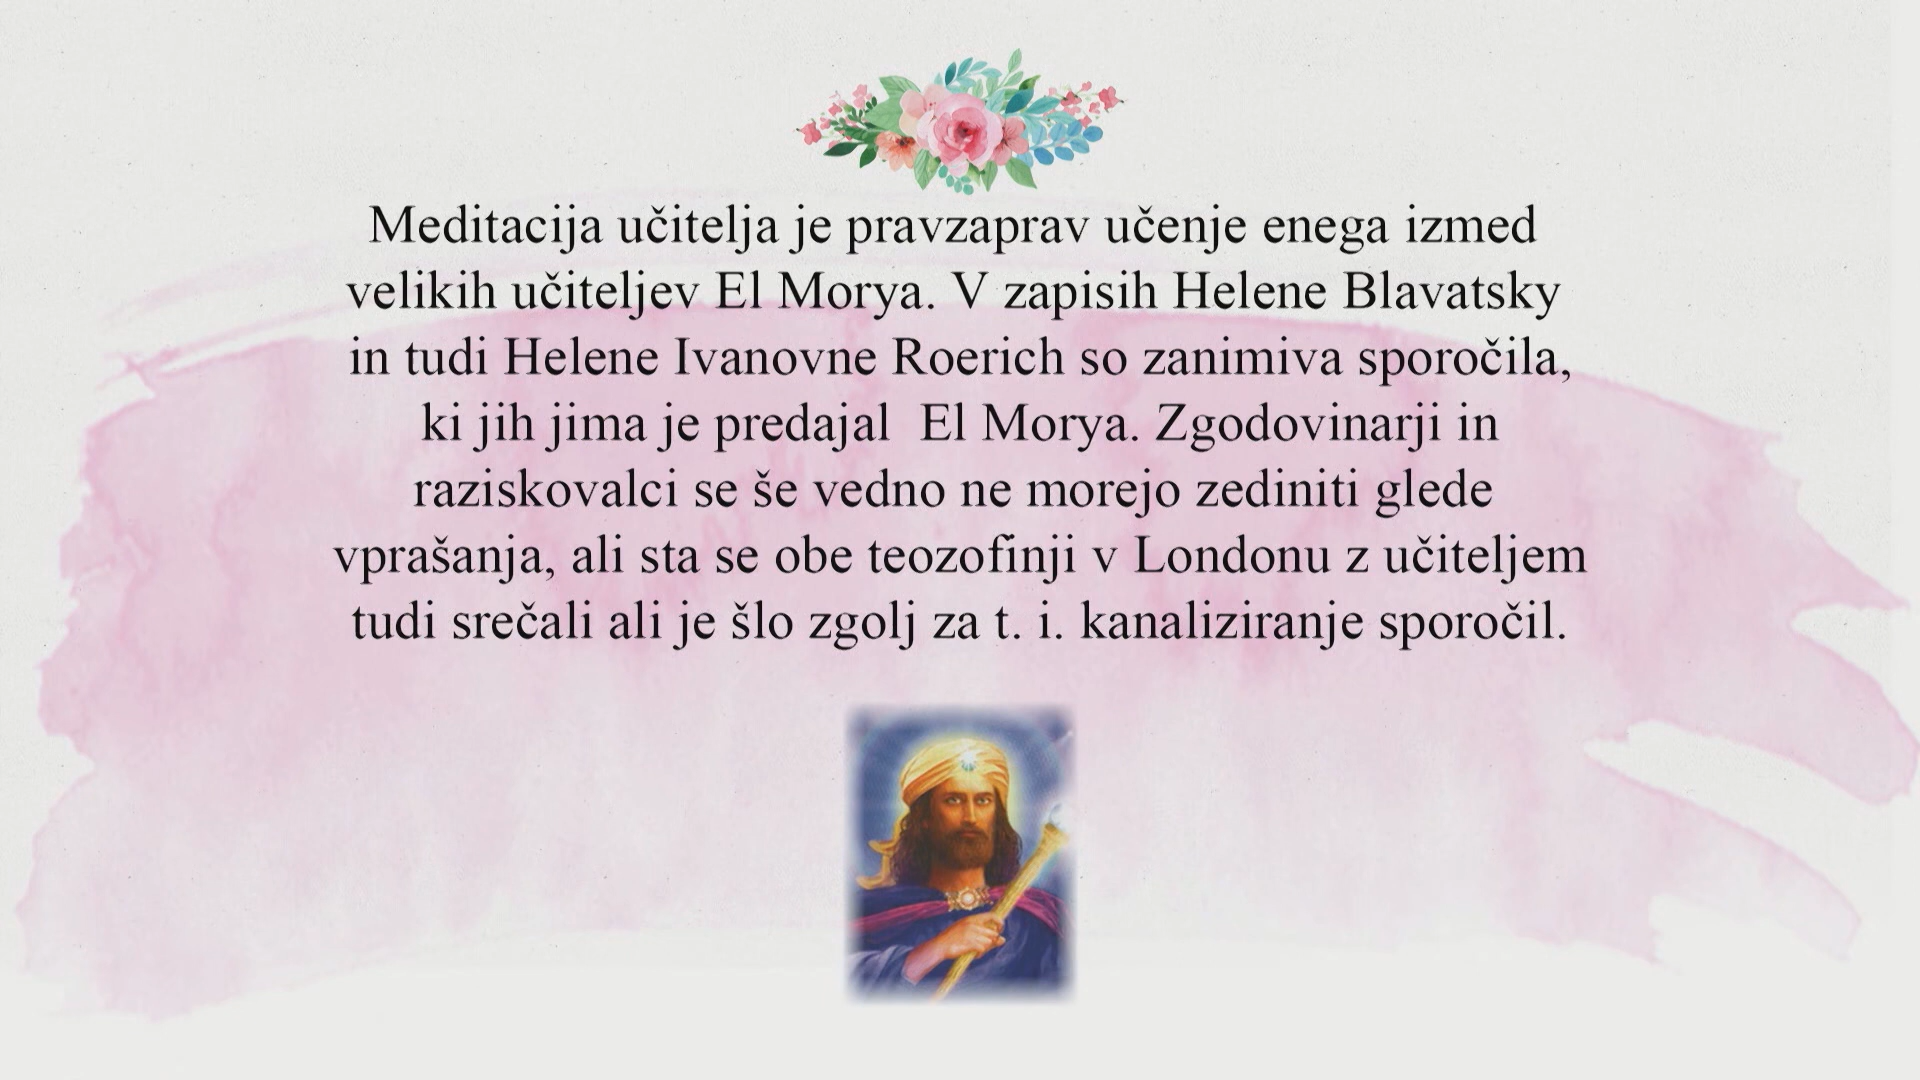 Meditacija učitelja je pravzaprav učenje enega izmed
velikih učiteljev El Morya. V zapisih Helene Blavatsky
in tudi Helene Ivanovne Roerich so zanimiva sporočila,
ki jih jima je predajal  El Morya. Zgodovinarji in
raziskovalci se še vedno ne morejo zediniti glede
vprašanja, ali sta se obe teozofinji v Londonu z učiteljem
tudi srečali ali je šlo zgolj za t. i. kanaliziranje sporočil.